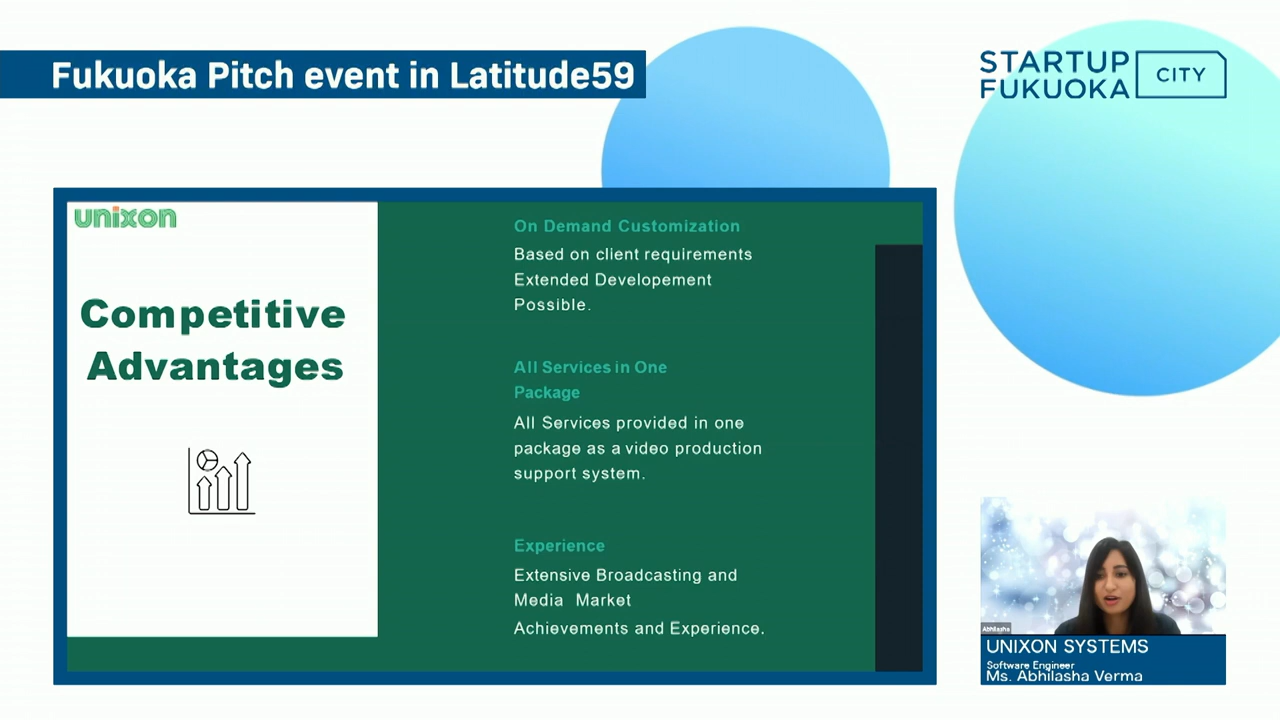 Fukuoka Pitch event in Latitude59
STARTUP
FUKUOKA
CITY
unixon
Competitive
Advantages
On Demand Customization
Based on client requirements
Extended Developement
Possible.
All Services in One
Package
All Services provided in one
package as a video production
support system.
Experience
Extensive Broadcasting and
Media Market
Achievements and Experience.
Abhilasha
UNIXON SYSTEMS
Software Engineer
Ms. Abhilasha Verma